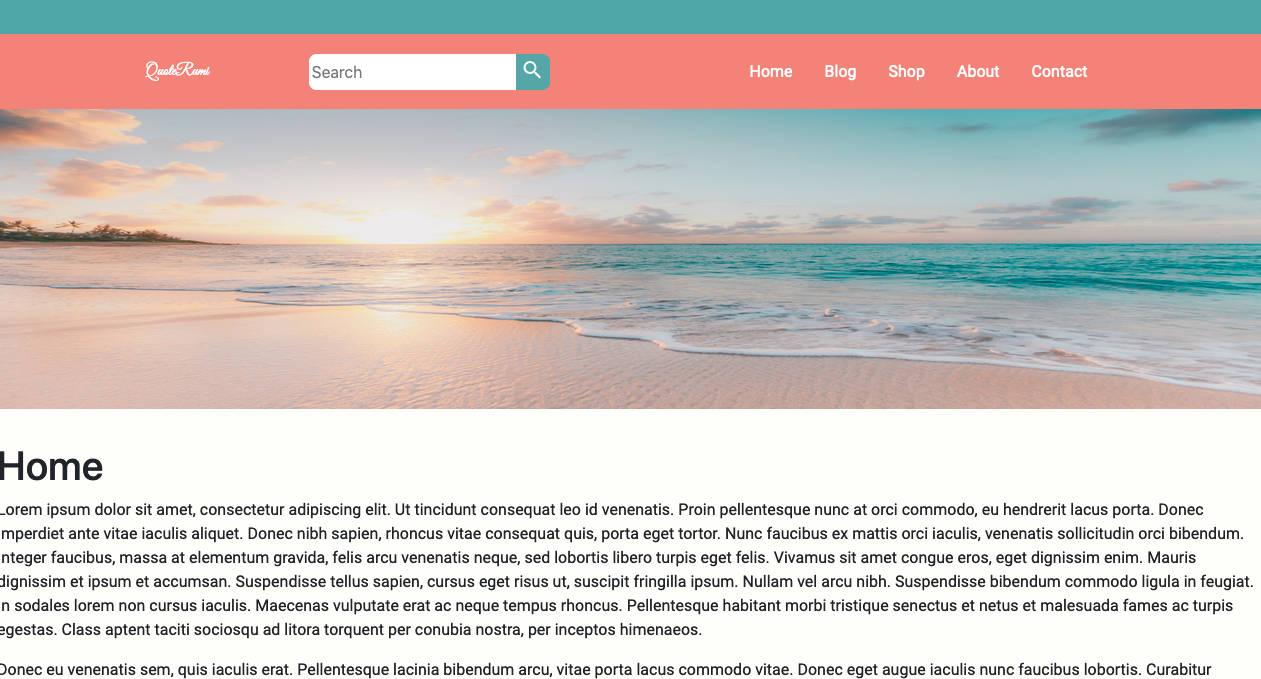 QuoteRumi
Search
Home Blog Shop About Contact
Home
Lorem ipsum dolor sit amet, consectetur adipiscing elit. Ut tincidunt consequat leo id venenatis. Proin pellentesque nunc at orci commodo, eu hendrerit lacus porta. Donec
imperdiet ante vitae iaculis aliquet. Donec nibh sapien, rhoncus vitae consequat quis, porta eget tortor. Nunc faucibus ex mattis orci iaculis, venenatis sollicitudin orci bibendum.
Integer faucibus, massa at elementum gravida, felis arcu venenatis neque, sed lobortis libero turpis eget felis. Vivamus sit amet congue eros, eget dignissim enim. Mauris
dignissim et ipsum et accumsan. Suspendisse tellus sapien, cursus eget risus ut, suscipit fringilla ipsum. Nullam vel arcu nibh. Suspendisse bibendum commodo ligula in feugiat.
In sodales lorem non cursus iaculis. Maecenas vulputate erat ac neque tempus rhoncus. Pellentesque habitant morbi tristique senectus et netus et malesuada fames ac turpis
egestas. Class aptent taciti sociosqu ad litora torquent per conubia nostra, per inceptos himenaeos.
Donec eu venenatis sem, quis iaculis erat. Pellentesque lacinia bibendum arcu, vitae porta lacus commodo vitae. Donec eget augue iaculis nunc faucibus lobortis. Curabitur